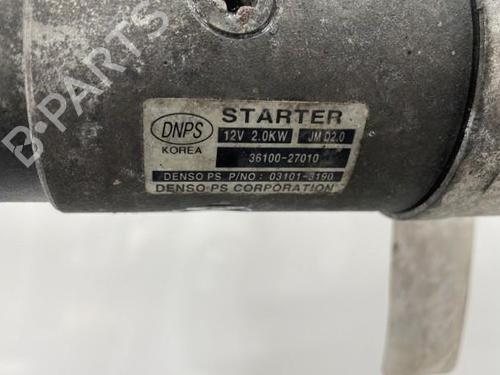 B-PARTS
DNPS
KOREA
STARTER
12V 2.0KW JM D2.0
36100-27010
DENSO PS P/NO : 03101-3190
DENSO PS CORPORATION